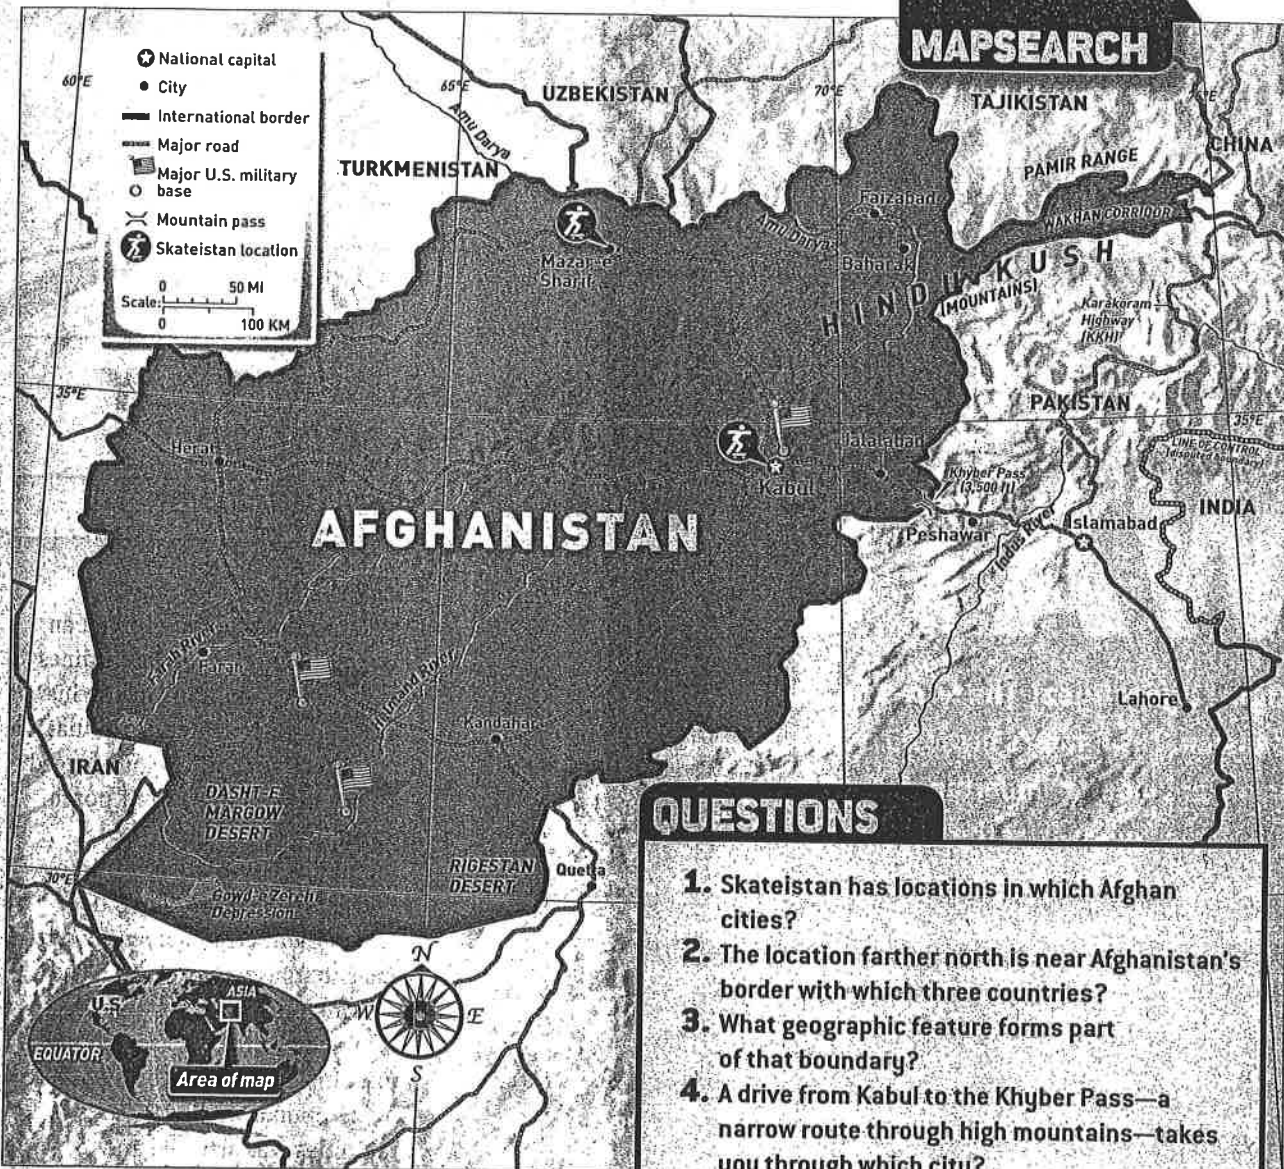 MAPSEARCH
National capital
City
International border
Major road
Major U.S. military
base
Mountain pass
Skateistan location
0 50 MI
Scale:
0 100 KM
60°E
65°E
70°E
UZBEKISTAN
TAJIKISTAN
CHINA
TURKMENISTAN
Amu Darya
PAMIR RANGE
WAKHAN CORRIDOR
Faizabad
Amu Darya
Baharak
Mazar-e
Sharif
HINDU KUSH
(MOUNTAINS)
Karakoram
Highway
(KKH)
35°E
PAKISTAN
35°E
LINE OF CONTROL
(disputed boundary)
Herat
Jalalabad
Kabul
Khyber Pass
(3,500 ft)
INDIA
AFGHANISTAN
Peshawar
Indus River
Islamabad
Farah River
Farah
Helmand River
Kandahar
Lahore
IRAN
DASHT-E
MARGOW
DESERT
RIGESTAN
DESERT
Quetta
30°E
Gowd-e Zereh
Depression
N
W
E
S
U.S.
ASIA
EQUATOR
Area of map
QUESTIONS
1. Skateistan has locations in which Afghan
cities?
2. The location farther north is near Afghanistan's
border with which three countries?
3. What geographic feature forms part
of that boundary?
4. A drive from Kabul to the Khyber Pass—a
narrow route through high mountains—takes
you through which city?